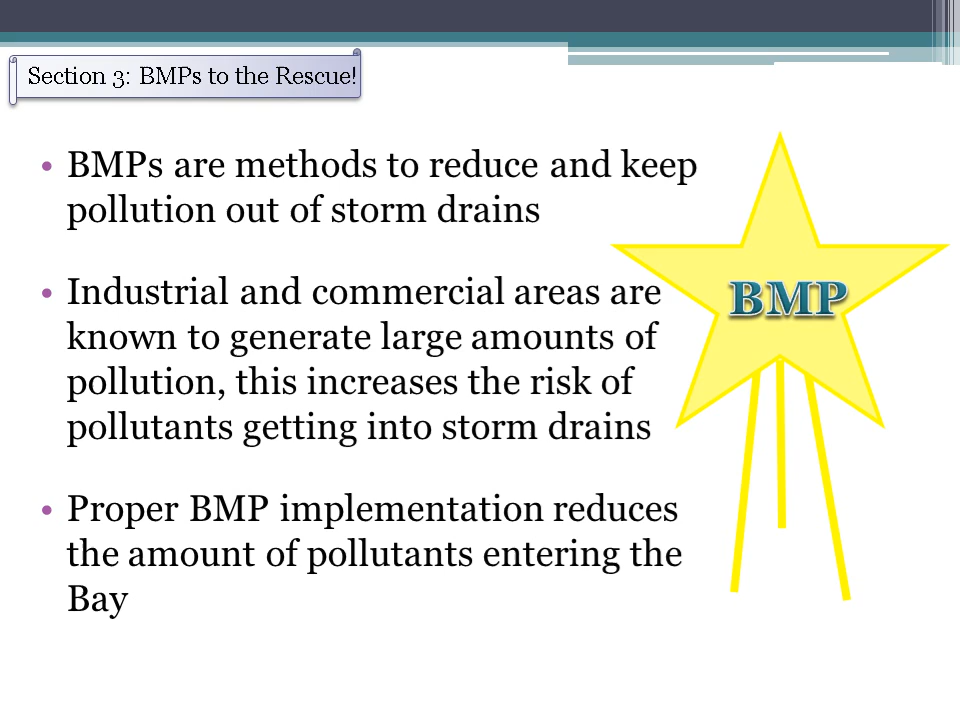 Section 3: BMPs to the Rescue!
• BMPs are methods to reduce and keep
pollution out of storm drains
• Industrial and commercial areas are
known to generate large amounts of
pollution, this increases the risk of
pollutants getting into storm drains
• Proper BMP implementation reduces
the amount of pollutants entering the
Bay
BMP